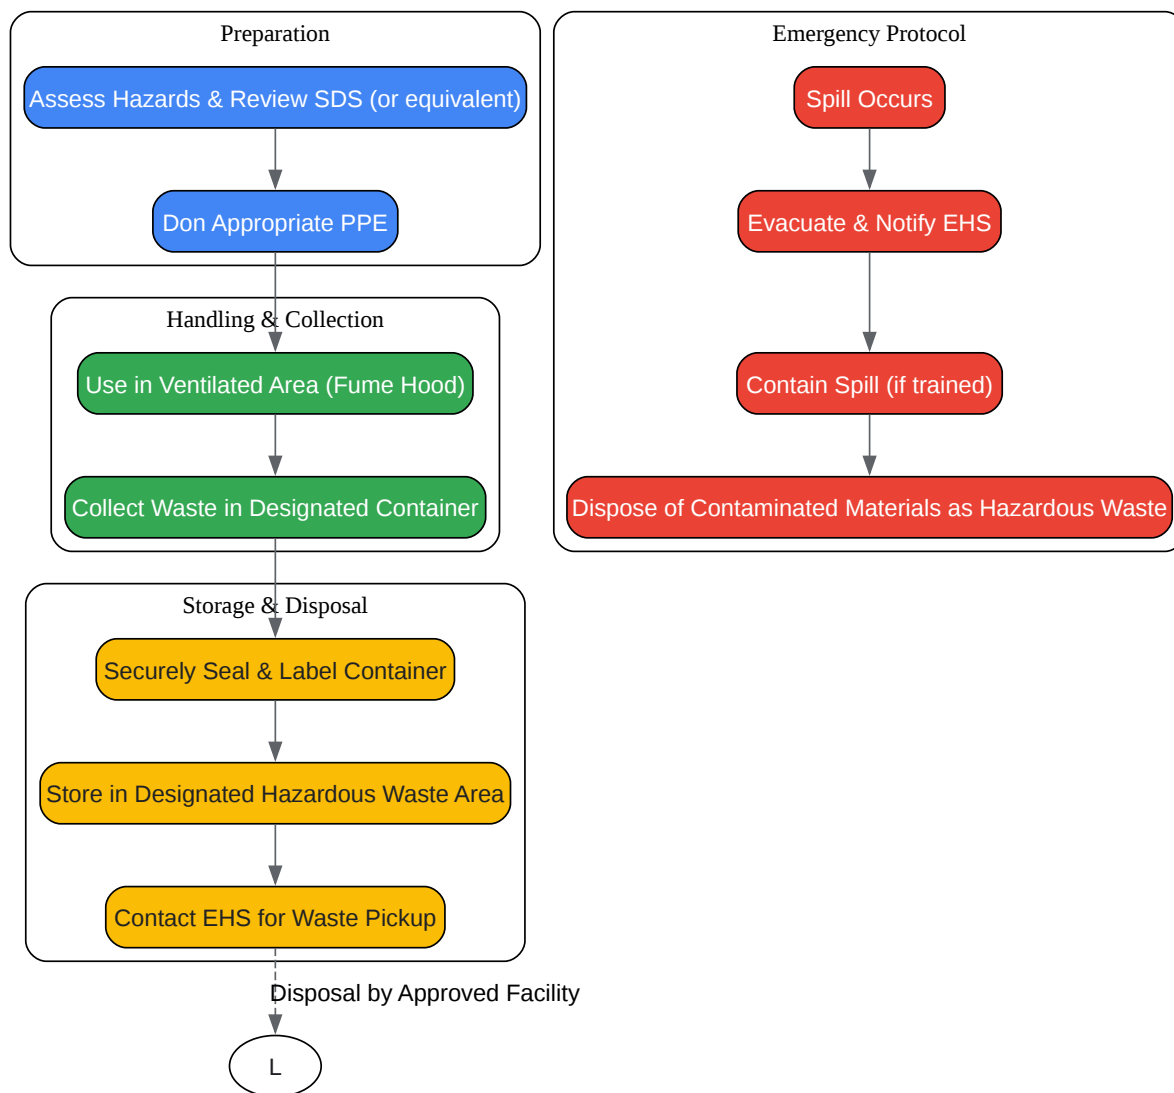 Preparation
Assess Hazards & Review SDS (or equivalent)
Don Appropriate PPE
Handling & Collection
Use in Ventilated Area (Fume Hood)
Collect Waste in Designated Container
Storage & Disposal
Securely Seal & Label Container
Store in Designated Hazardous Waste Area
Contact EHS for Waste Pickup
Disposal by Approved Facility
L
Emergency Protocol
Spill Occurs
Evacuate & Notify EHS
Contain Spill (if trained)
Dispose of Contaminated Materials as Hazardous Waste